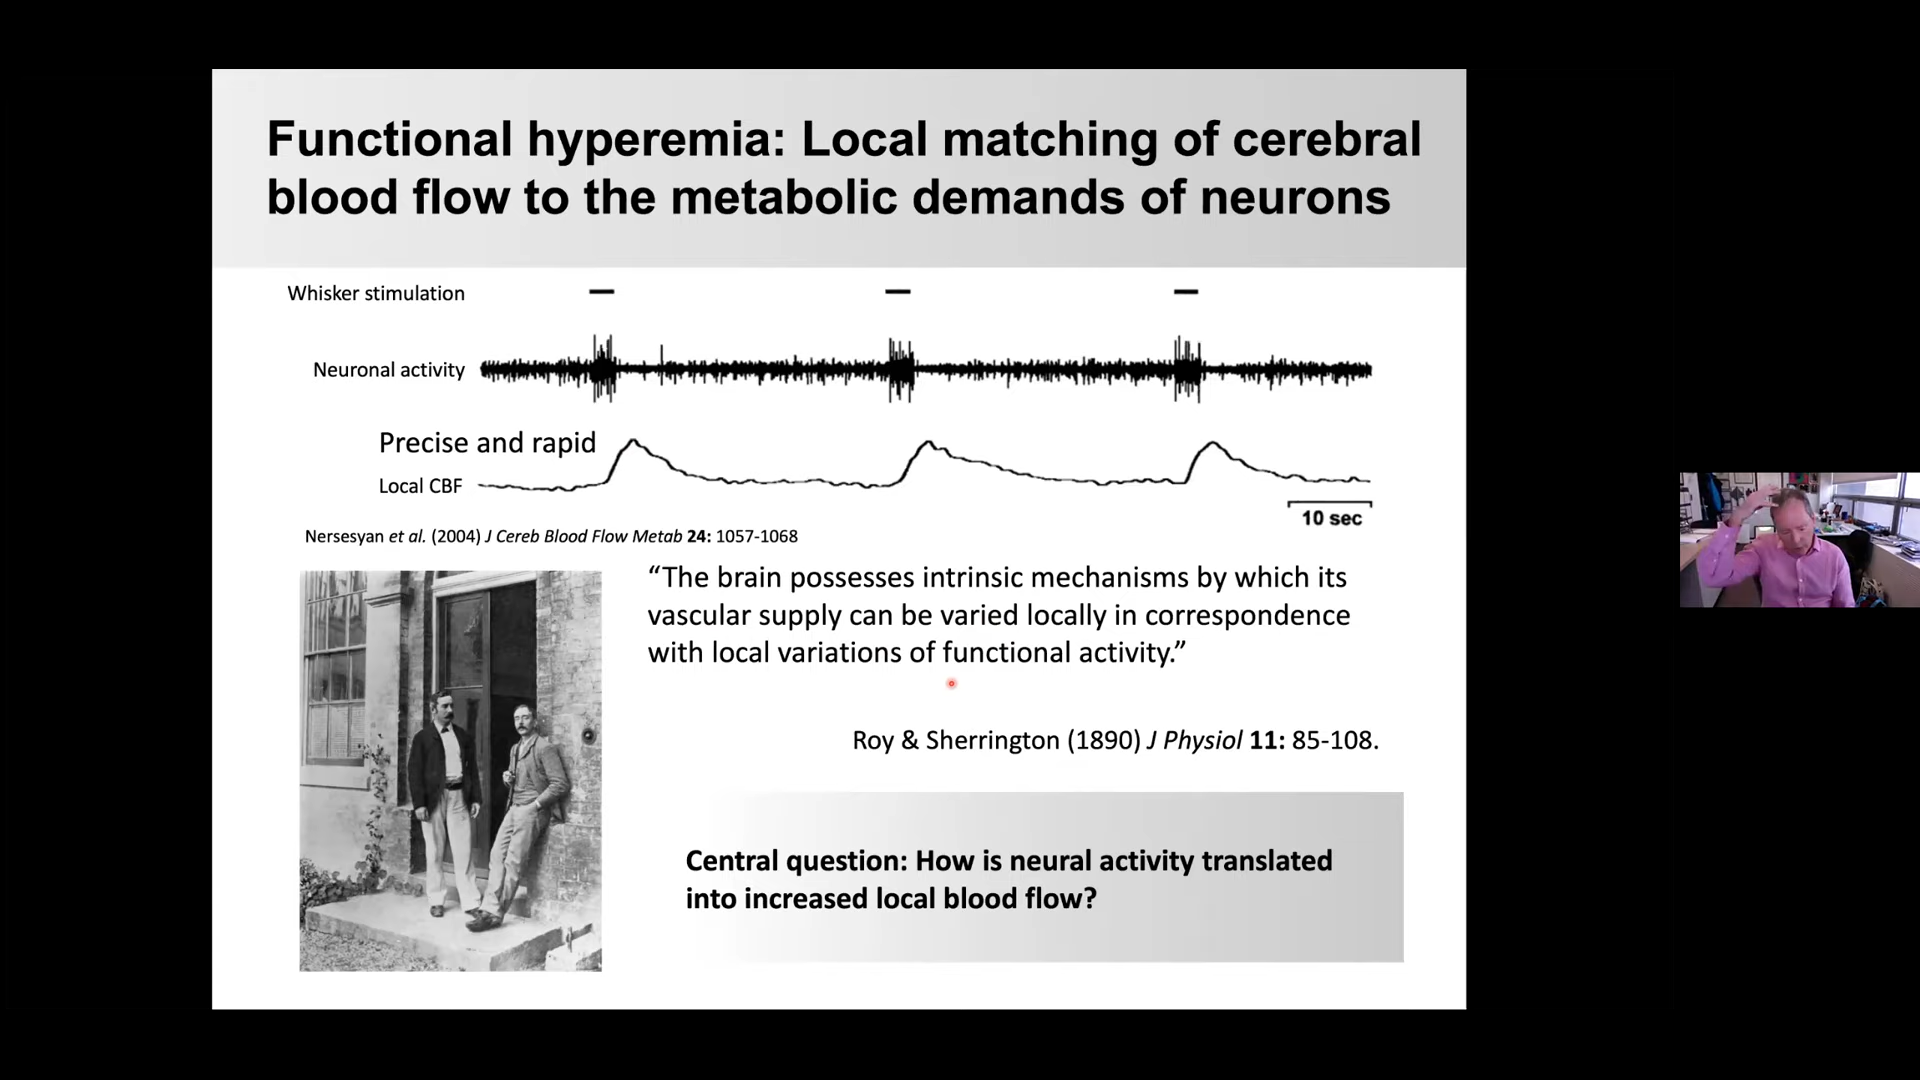 Functional hyperemia: Local matching of cerebral
blood flow to the metabolic demands of neurons
Whisker stimulation
Neuronal activity
Precise and rapid
Local CBF
10 sec
Nersesyan et al. (2004) J Cereb Blood Flow Metab 24: 1057-1068
“The brain possesses intrinsic mechanisms by which its
vascular supply can be varied locally in correspondence
with local variations of functional activity.”
Roy & Sherrington (1890) J Physiol 11: 85-108.
Central question: How is neural activity translated
into increased local blood flow?